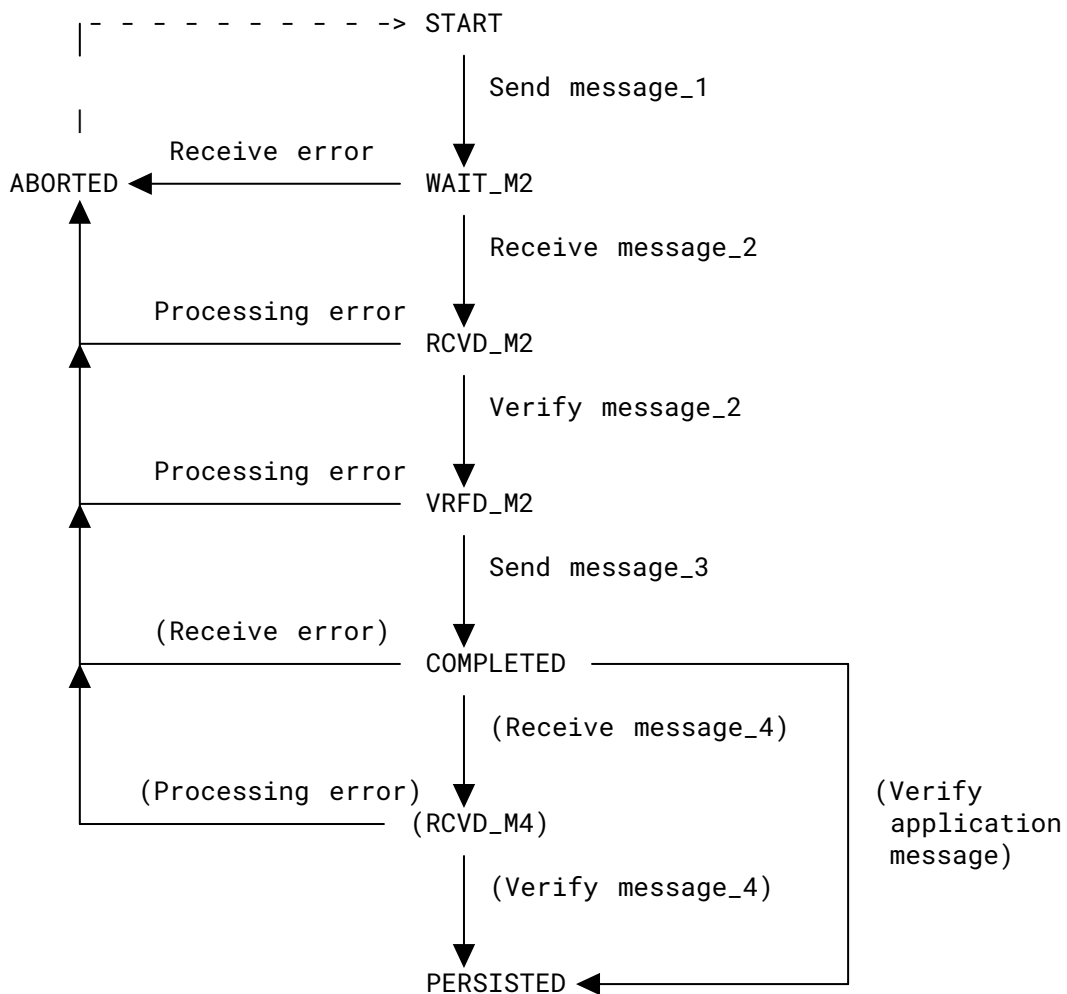 START
Send message_1
Receive error
ABORTED WAIT_M2
Receive message_2
Processing error
RCVD_M2
Verify message_2
Processing error
VRFD_M2
Send message_3
(Receive error)
COMPLETED
(Receive message_4)
(Processing error)
(RCVD_M4)
(Verify
application
message)
(Verify message_4)
PERSISTED